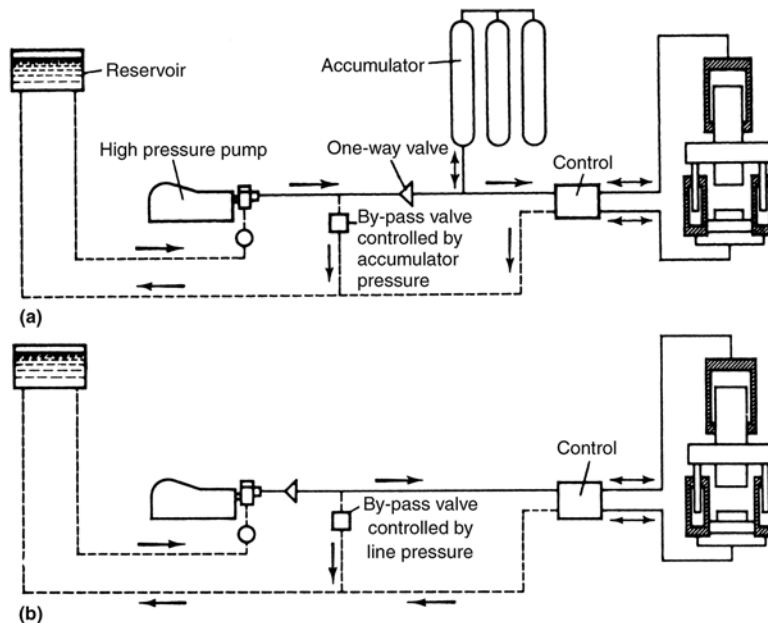 Reservoir
Accumulator
High pressure pump
One-way valve
Control
By-pass valve
controlled by
accumulator
pressure
(a)
Control
By-pass valve
controlled by
line pressure
(b)